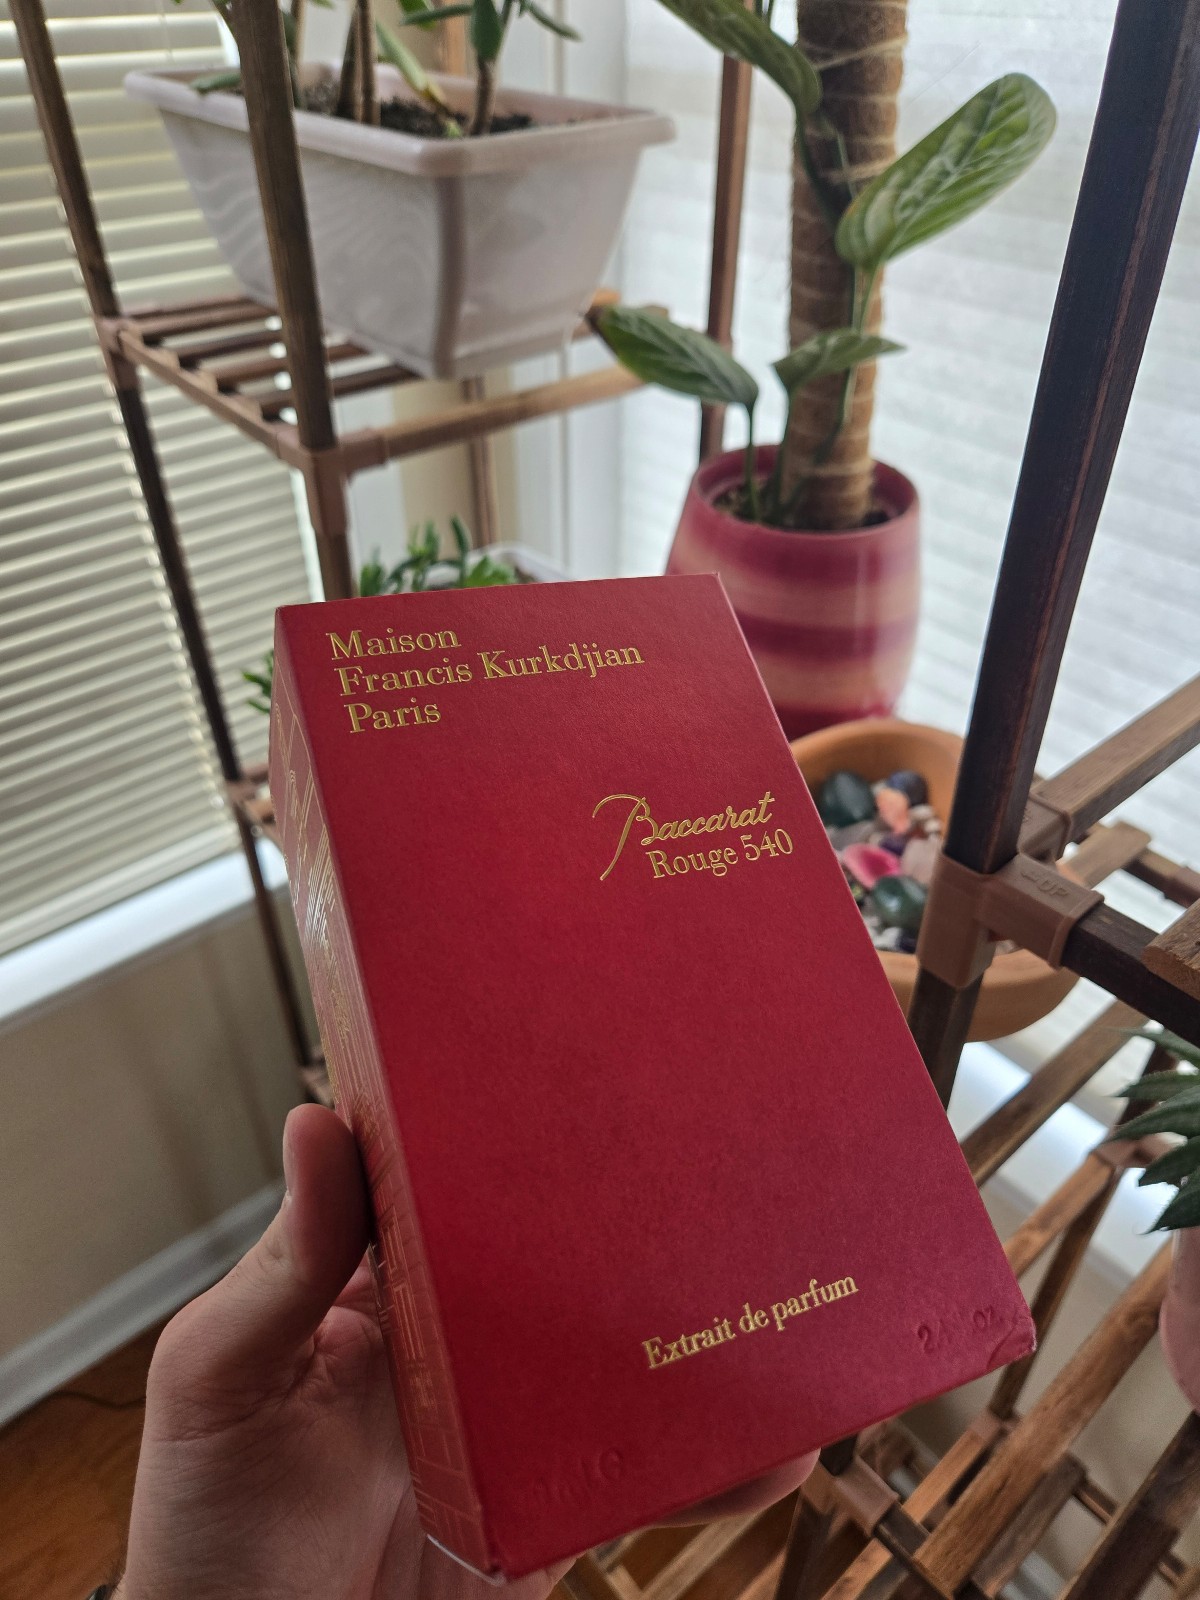 Maison
Francis Kurkdjian
Paris
Baccarat
Rouge 540
Extrait de parfum